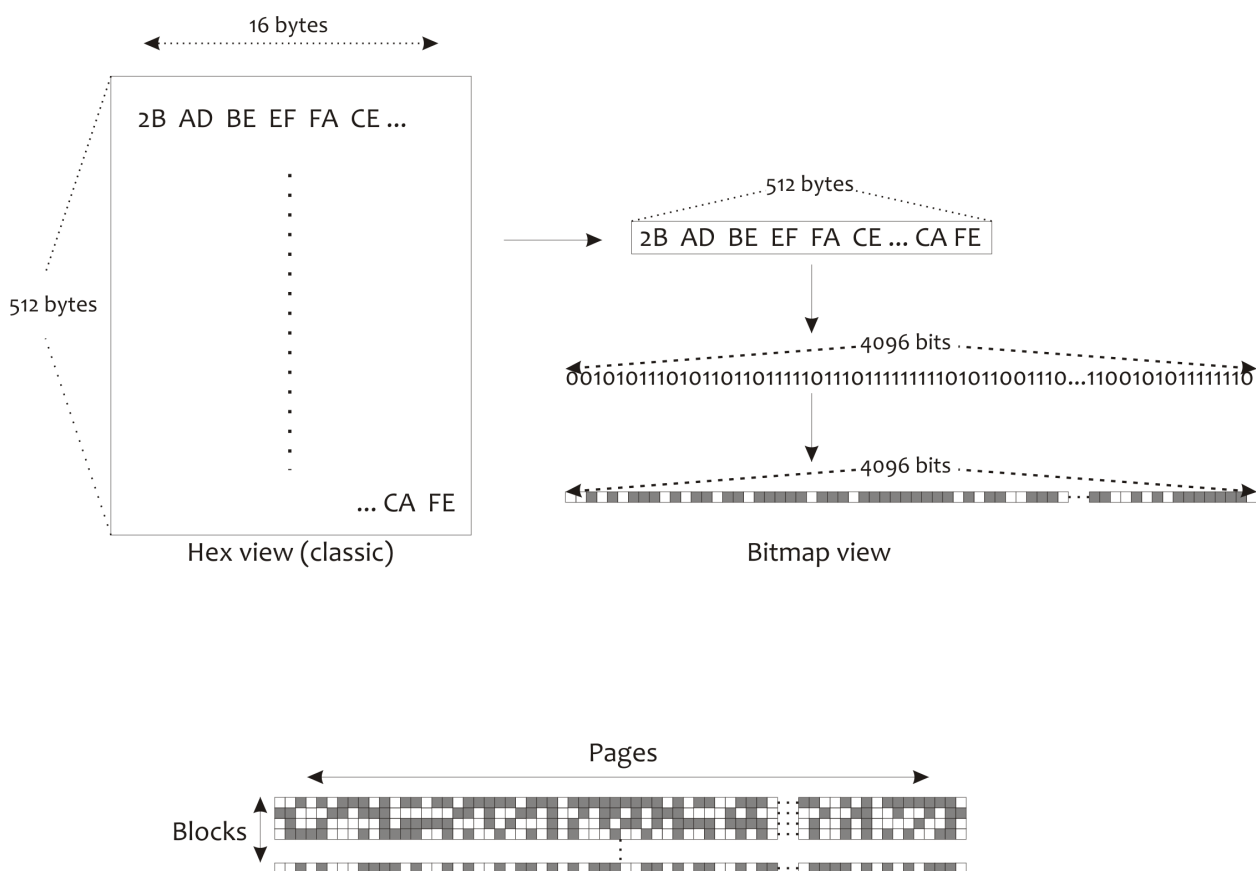 16 bytes
2B AD BE EF FA CE ...
512 bytes
... CA FE
Hex view (classic)
512 bytes
2B AD BE EF FA CE ... CA FE
4096 bits
001010111010110110111110111011111111101011001110...1100101011111110
4096 bits
Bitmap view
Pages
Blocks